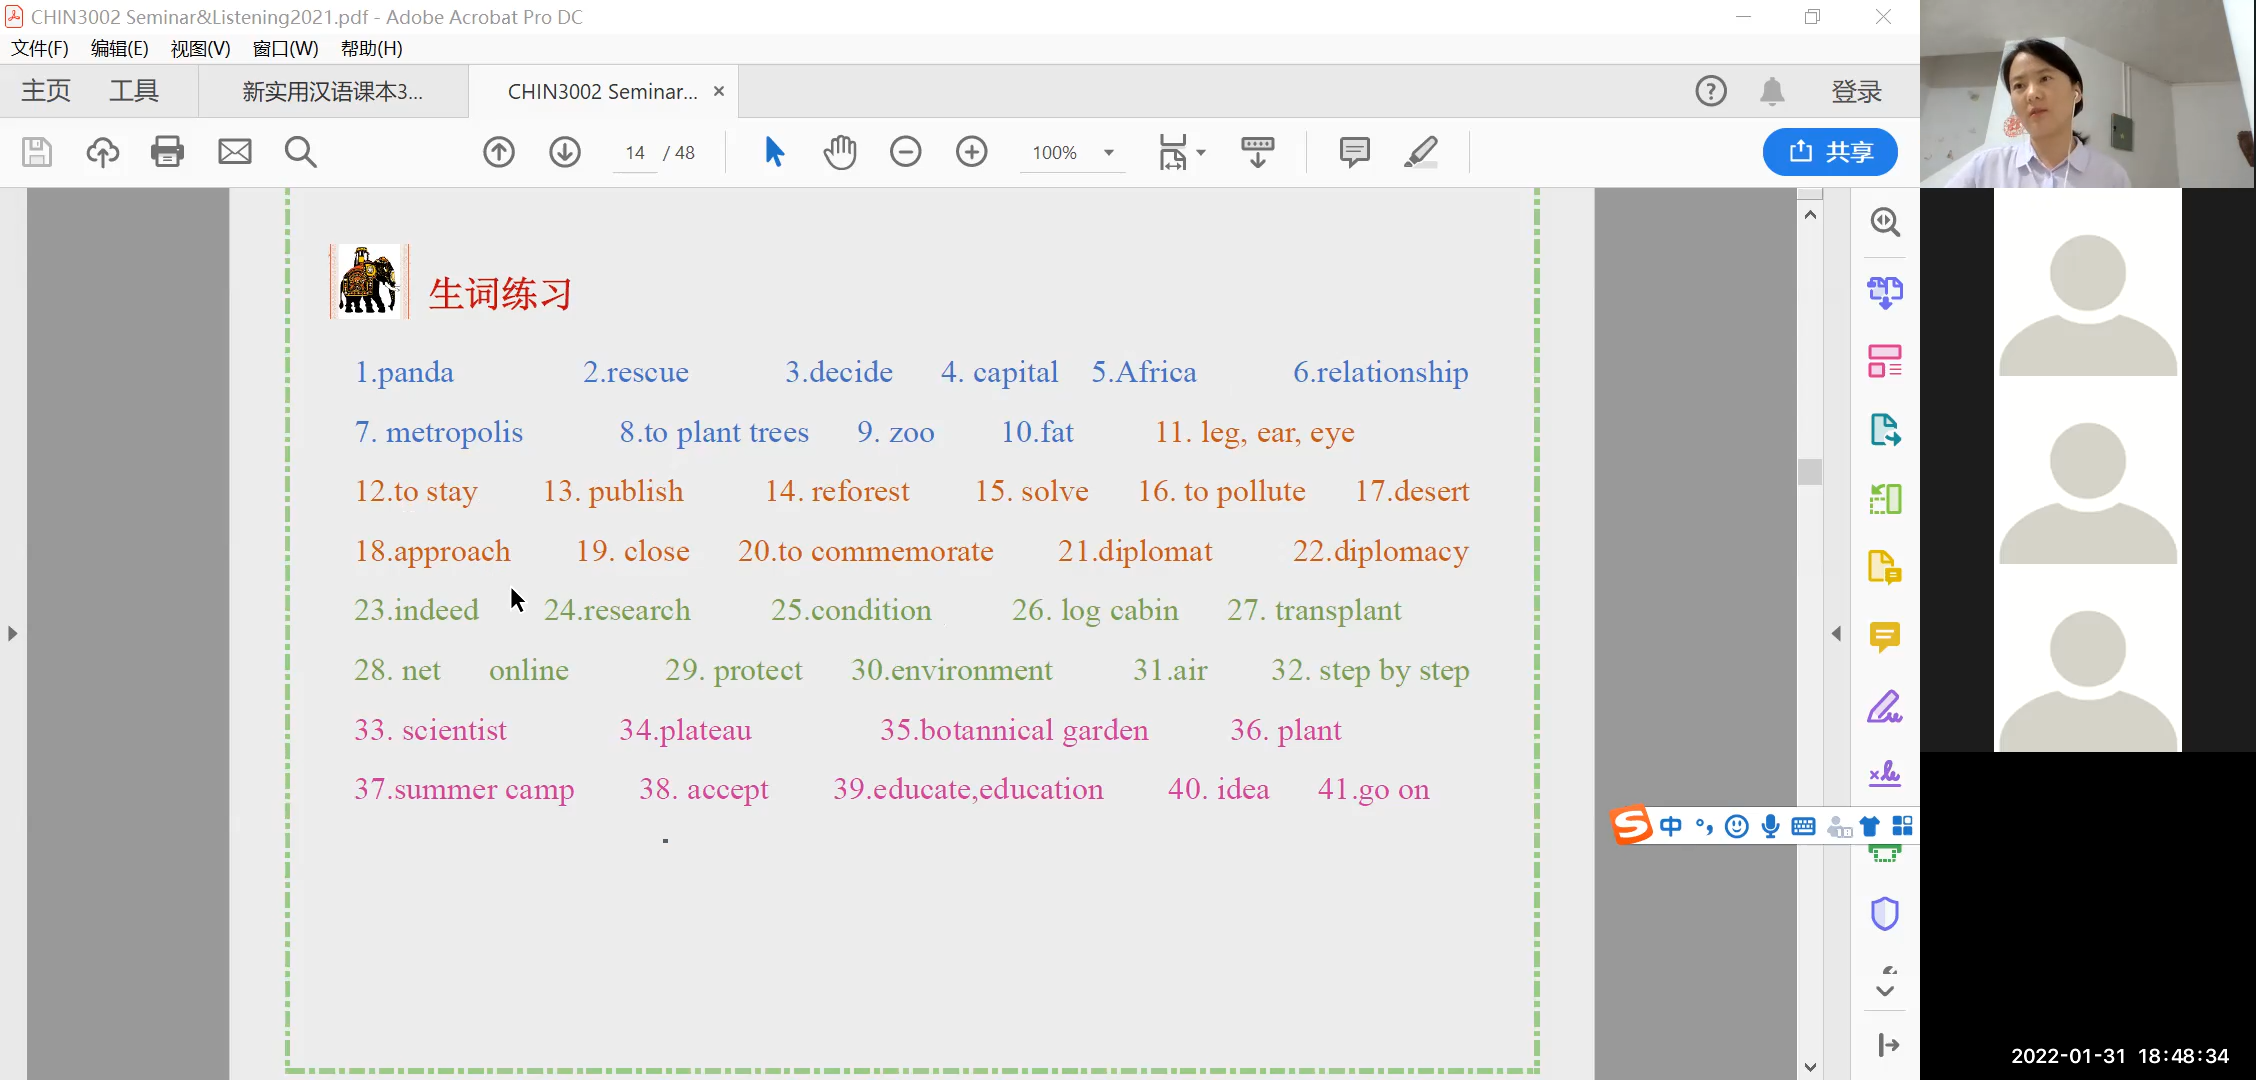 CHIN3002 Seminar&Listening2021.pdf - Adobe Acrobat Pro DC
文件(F) 编辑(E) 视图(V) 窗口(W) 帮助(H)
主页 工具 新实用汉语课本3... CHIN3002 Seminar... × 登录
14 / 48 100% 共享
生词练习
1.panda 2.rescue 3.decide 4. capital 5.Africa 6.relationship
7. metropolis 8.to plant trees 9. zoo 10.fat 11. leg, ear, eye
12.to stay 13. publish 14. reforest 15. solve 16. to pollute 17.desert
18.approach 19. close 20.to commemorate 21.diplomat 22.diplomacy
23.indeed 24.research 25.condition 26. log cabin 27. transplant
28. net online 29. protect 30.environment 31.air 32. step by step
33. scientist 34.plateau 35.botannical garden 36. plant
37.summer camp 38. accept 39.educate,education 40. idea 41.go on
中
2022-01-31 18:48:34